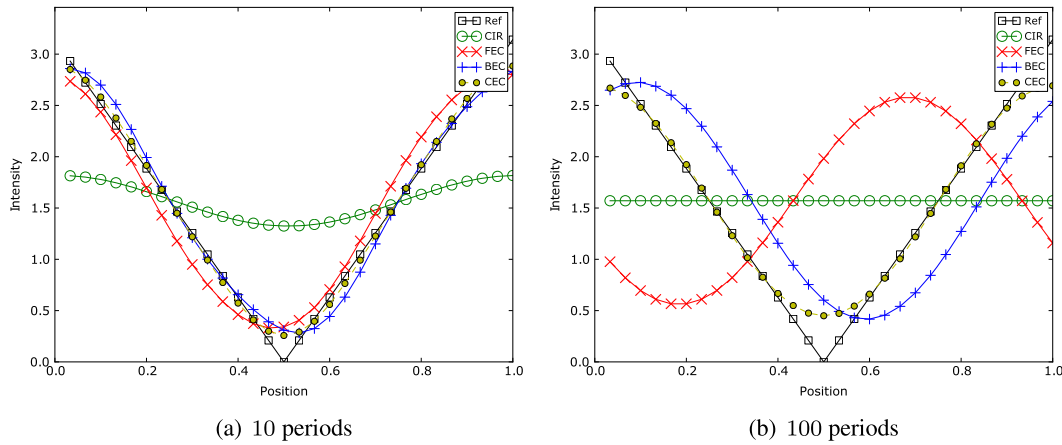 Ref
CIR
FEC
BEC
CEC
3.0
2.5
2.0
1.5
1.0
0.5
0.0
Intensity
0.0 0.2 0.4 0.6 0.8 1.0
Position
(a) 10 periods
Ref
CIR
FEC
BEC
CEC
3.0
2.5
2.0
1.5
1.0
0.5
0.0
Intensity
0.0 0.2 0.4 0.6 0.8 1.0
Position
(b) 100 periods